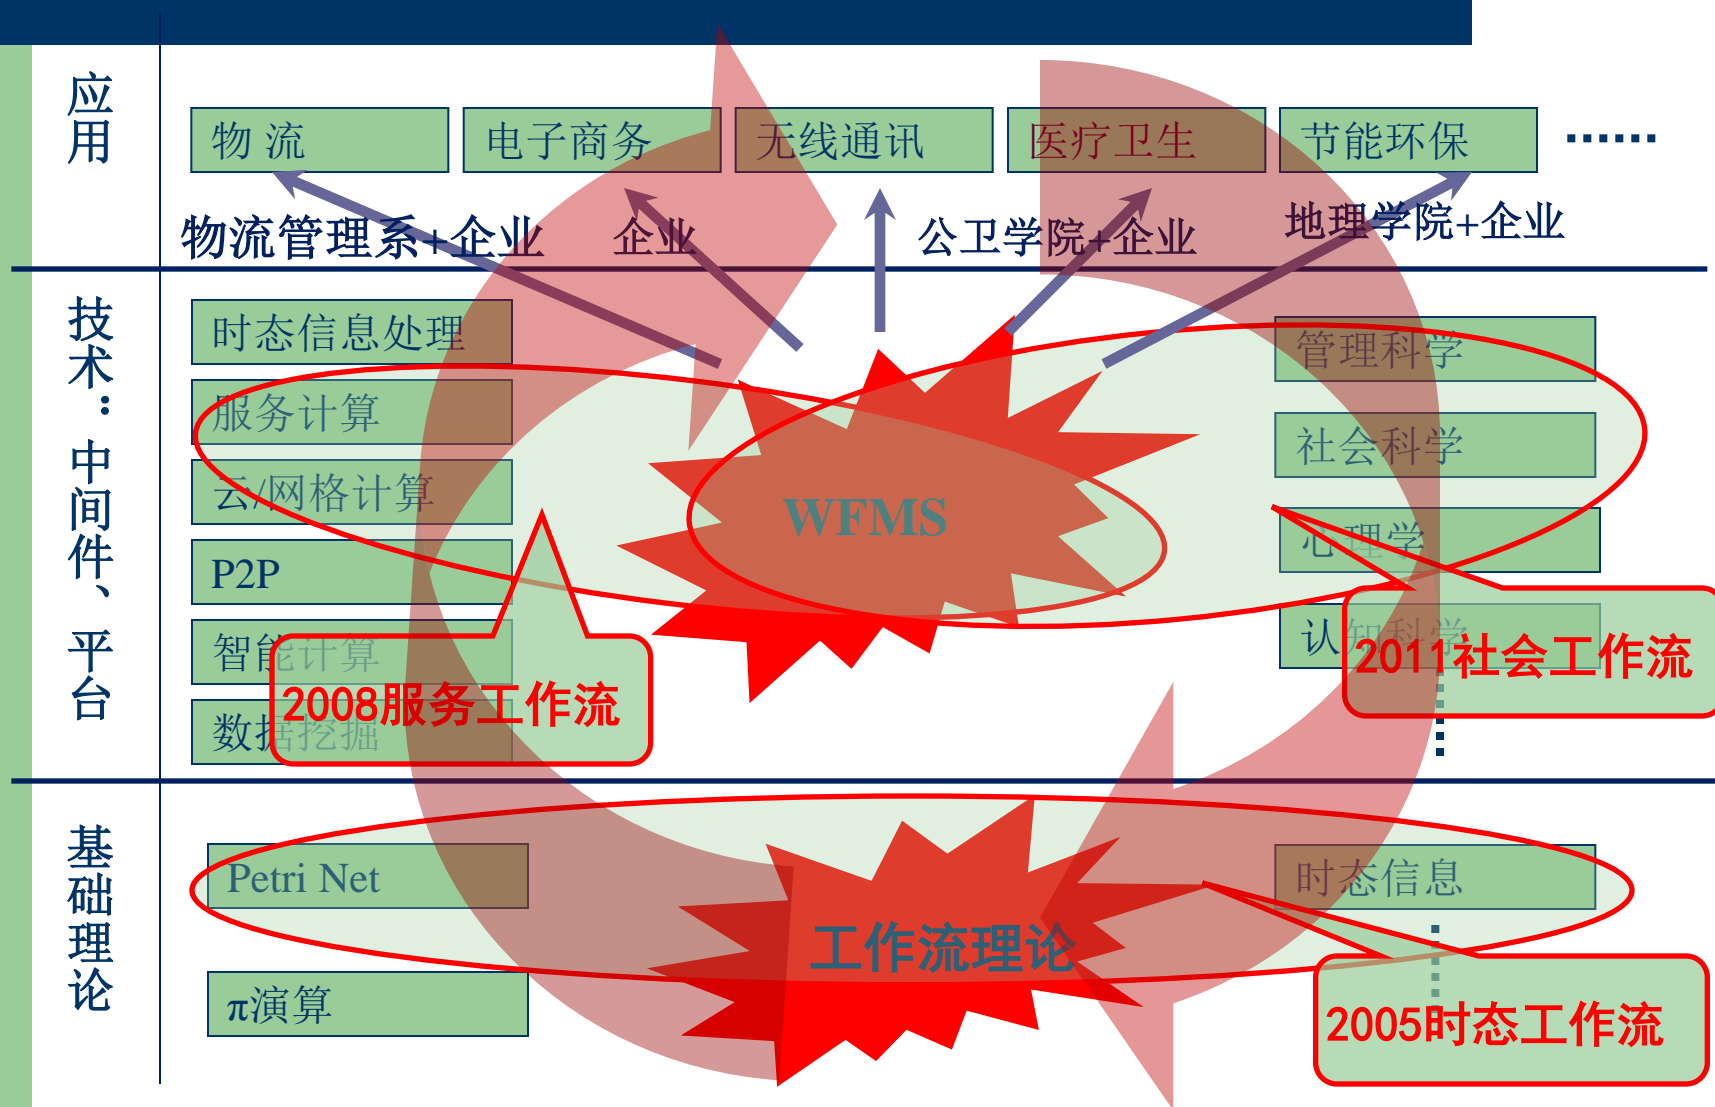 应用
物 流
电子商务
无线通讯
医疗卫生
节能环保
……
物流管理系+企业
企业
公卫学院+企业
地理学院+企业
技术：中间件、平台
时态信息处理
服务计算
云/网格计算
P2P
智能计算
数据挖掘
WFMS
管理科学
社会科学
心理学
认知科学
2008服务工作流
2011社会工作流
基础理论
Petri Net
π演算
工作流理论
时态信息
2005时态工作流